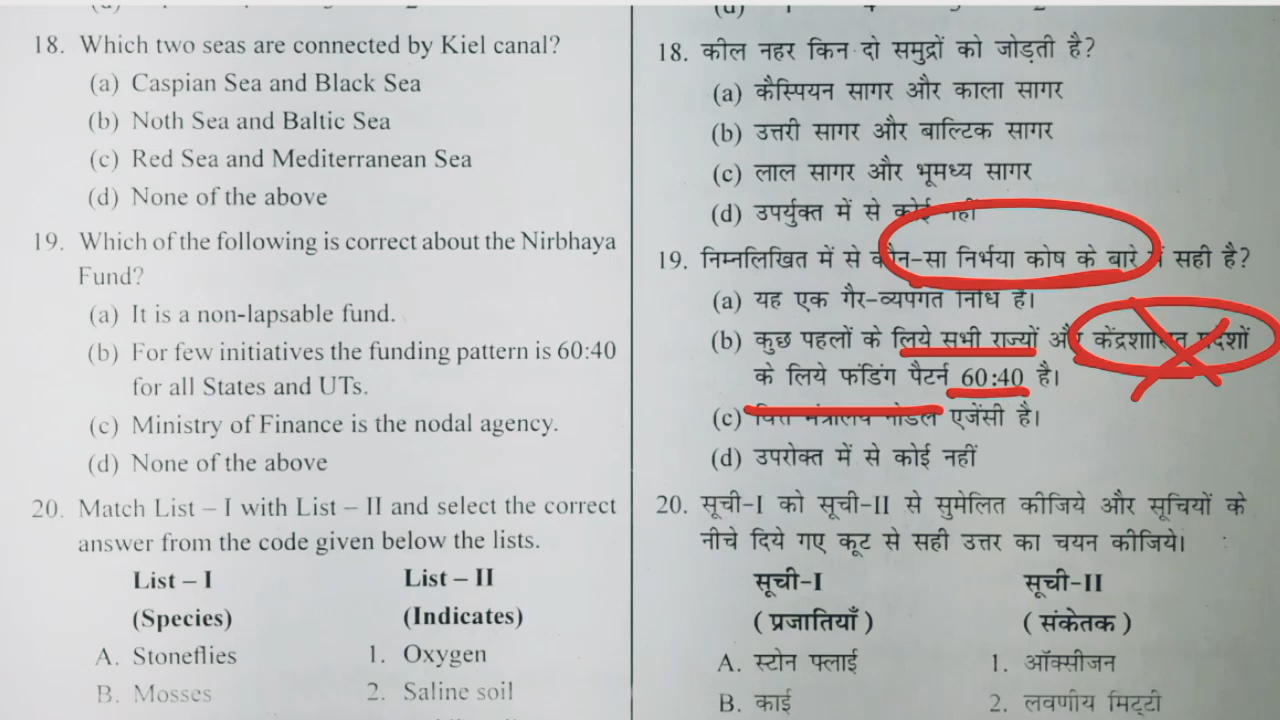 18. Which two seas are connected by Kiel canal?
(a) Caspian Sea and Black Sea
(b) Noth Sea and Baltic Sea
(c) Red Sea and Mediterranean Sea
(d) None of the above
19. Which of the following is correct about the Nirbhaya
Fund?
(a) It is a non-lapsable fund.
(b) For few initiatives the funding pattern is 60:40
for all States and UTs.
(c) Ministry of Finance is the nodal agency.
(d) None of the above
20. Match List – I with List – II and select the correct
answer from the code given below the lists.
List – I List – II
(Species) (Indicates)
A. Stoneflies 1. Oxygen
B. Mosses 2. Saline soil
18. कील नहर किन दो समुद्रों को जोड़ती है?
(a) कैस्पियन सागर और काला सागर
(b) उत्तरी सागर और बाल्टिक सागर
(c) लाल सागर और भूमध्य सागर
(d) उपर्युक्त में से कोई नहीं
19. निम्नलिखित में से कौन-सा निर्भया कोष के बारे में सही है?
(a) यह एक गैर-व्यपगत निधि है।
(b) कुछ पहलों के लिये सभी राज्यों और केंद्रशासित प्रदेशों
के लिये फंडिंग पैटर्न 60:40 है।
(c) वित्त मंत्रालय नोडल एजेंसी है।
(d) उपरोक्त में से कोई नहीं
20. सूची-I को सूची-II से सुमेलित कीजिये और सूचियों के
नीचे दिये गए कूट से सही उत्तर का चयन कीजिये।
सूची-I सूची-II
(प्रजातियाँ) (संकेतक)
A. स्टोन फ्लाई 1. ऑक्सीजन
B. काई 2. लवणीय मिट्टी